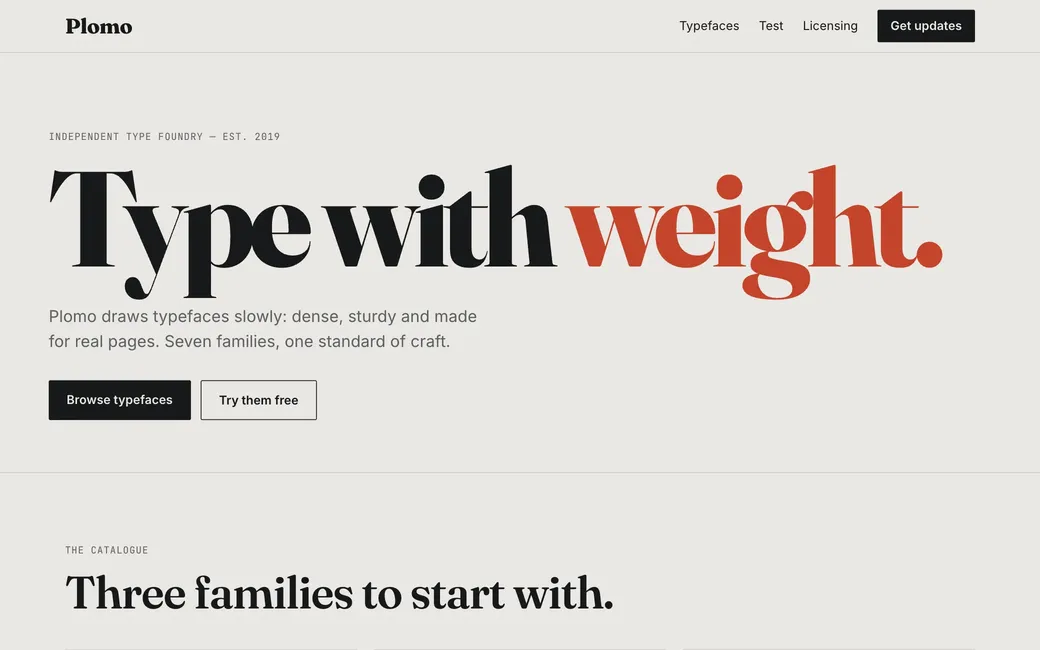 Plomo
Typefaces
Test
Licensing
Get updates
INDEPENDENT TYPE FOUNDRY — EST. 2019
Type with weight.
Plomo draws typefaces slowly: dense, sturdy and made
for real pages. Seven families, one standard of craft.
Browse typefaces
Try them free
THE CATALOGUE
Three families to start with.